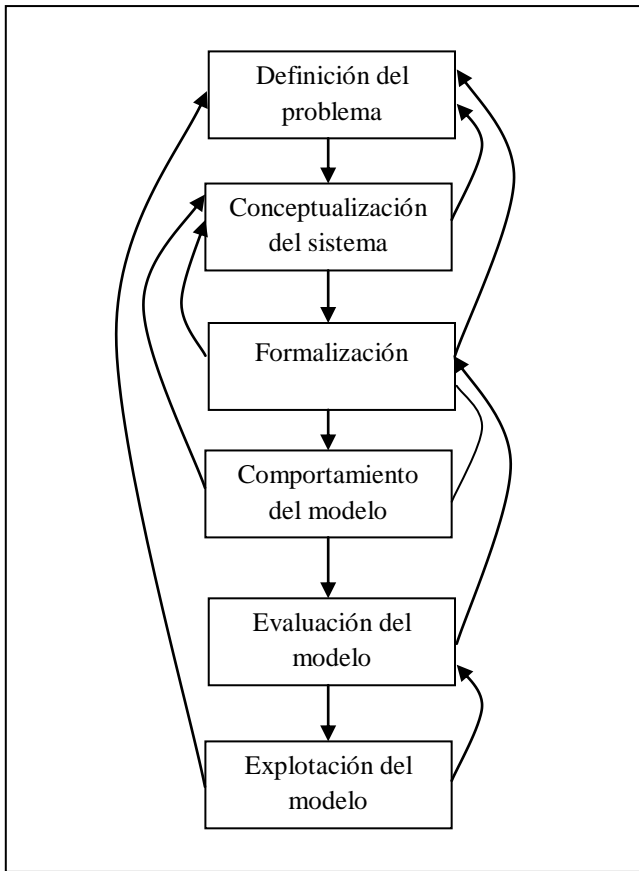 Definición del
problema
Conceptualización
del sistema
Formalización
Comportamiento
del modelo
Evaluación del
modelo
Explotación del
modelo